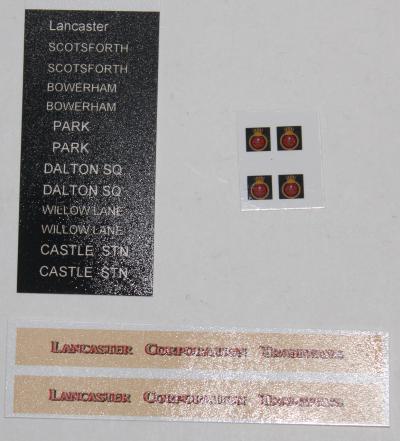 Lancaster
SCOTSFORTH
SCOTSFORTH
BOWERHAM
BOWERHAM
PARK
PARK
DALTON SQ
DALTON SQ
WILLOW LANE
WILLOW LANE
CASTLE STN
CASTLE STN
LANCASTER CORPORATION TRAMWAYS
LANCASTER CORPORATION TRAMWAYS